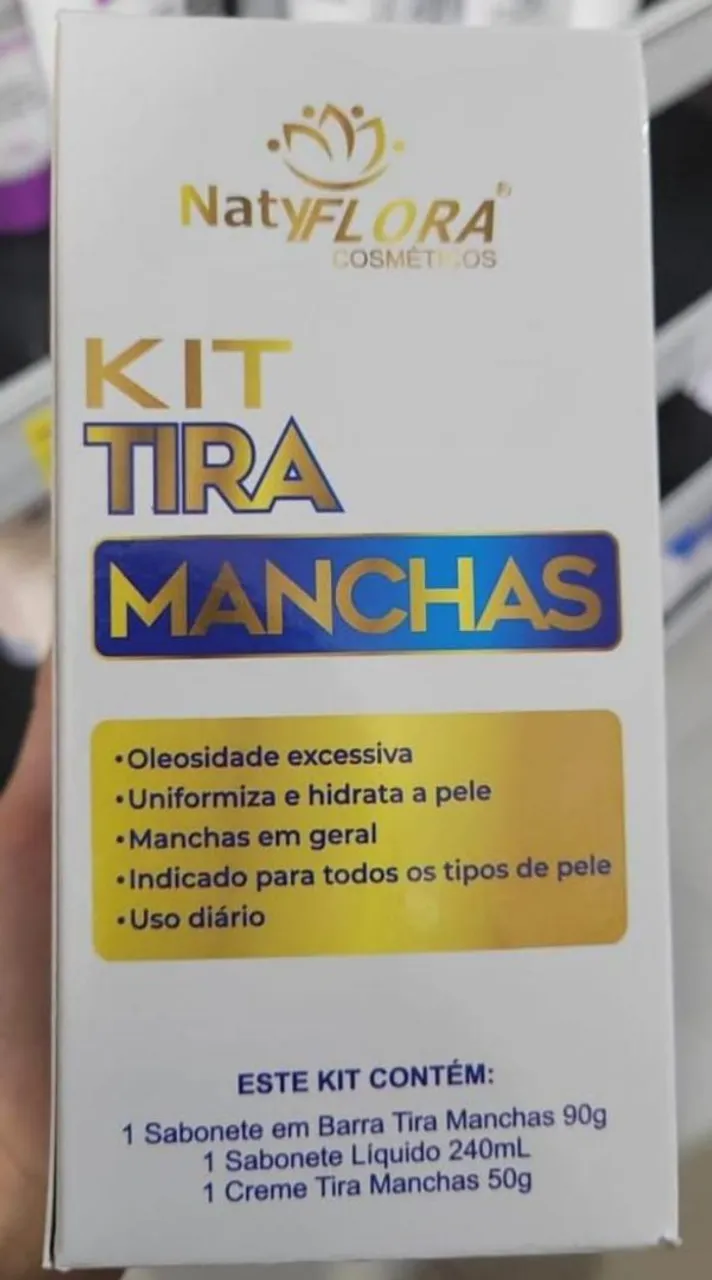 NatyFLORA®
COSMÉTICOS
KIT
TIRA
MANCHAS
•Oleosidade excessiva
•Uniformiza e hidrata a pele
•Manchas em geral
•Indicado para todos os tipos de pele
•Uso diário
ESTE KIT CONTÉM:
1 Sabonete em Barra Tira Manchas 90g
1 Sabonete Líquido 240mL
1 Creme Tira Manchas 50g